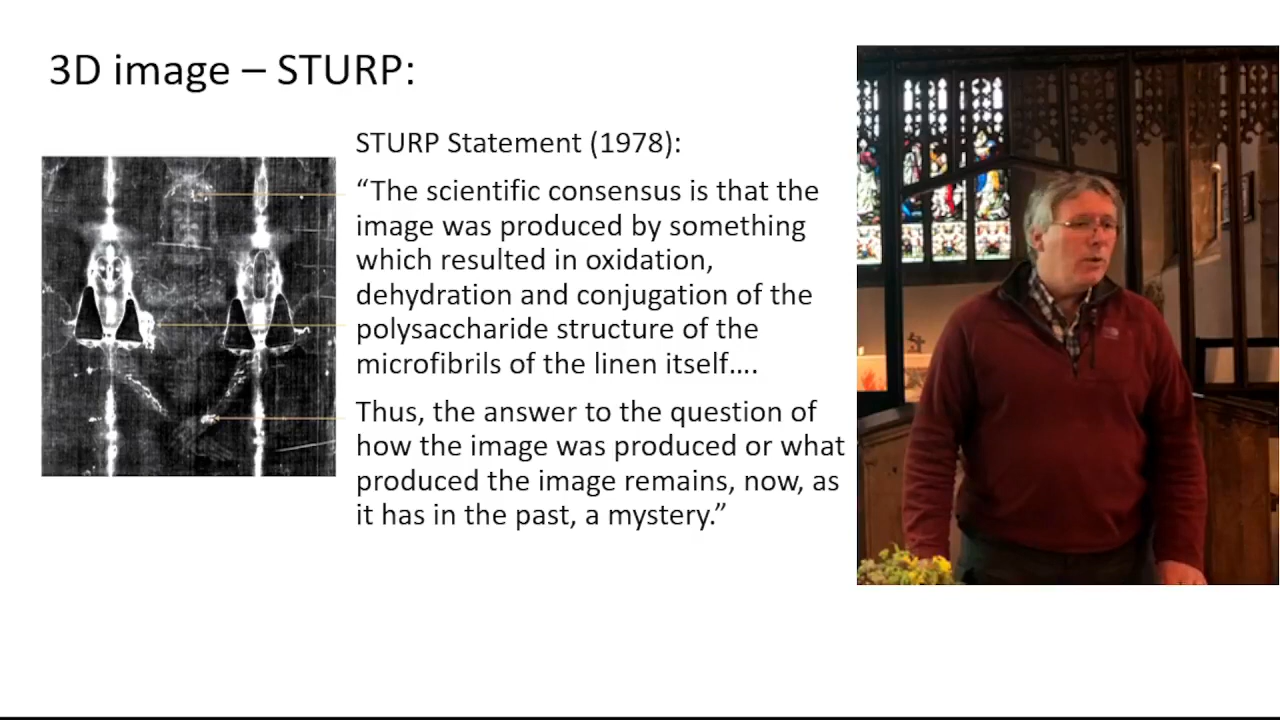 3D image – STURP:
STURP Statement (1978):
“The scientific consensus is that the
image was produced by something
which resulted in oxidation,
dehydration and conjugation of the
polysaccharide structure of the
microfibrils of the linen itself….
Thus, the answer to the question of
how the image was produced or what
produced the image remains, now, as
it has in the past, a mystery.”